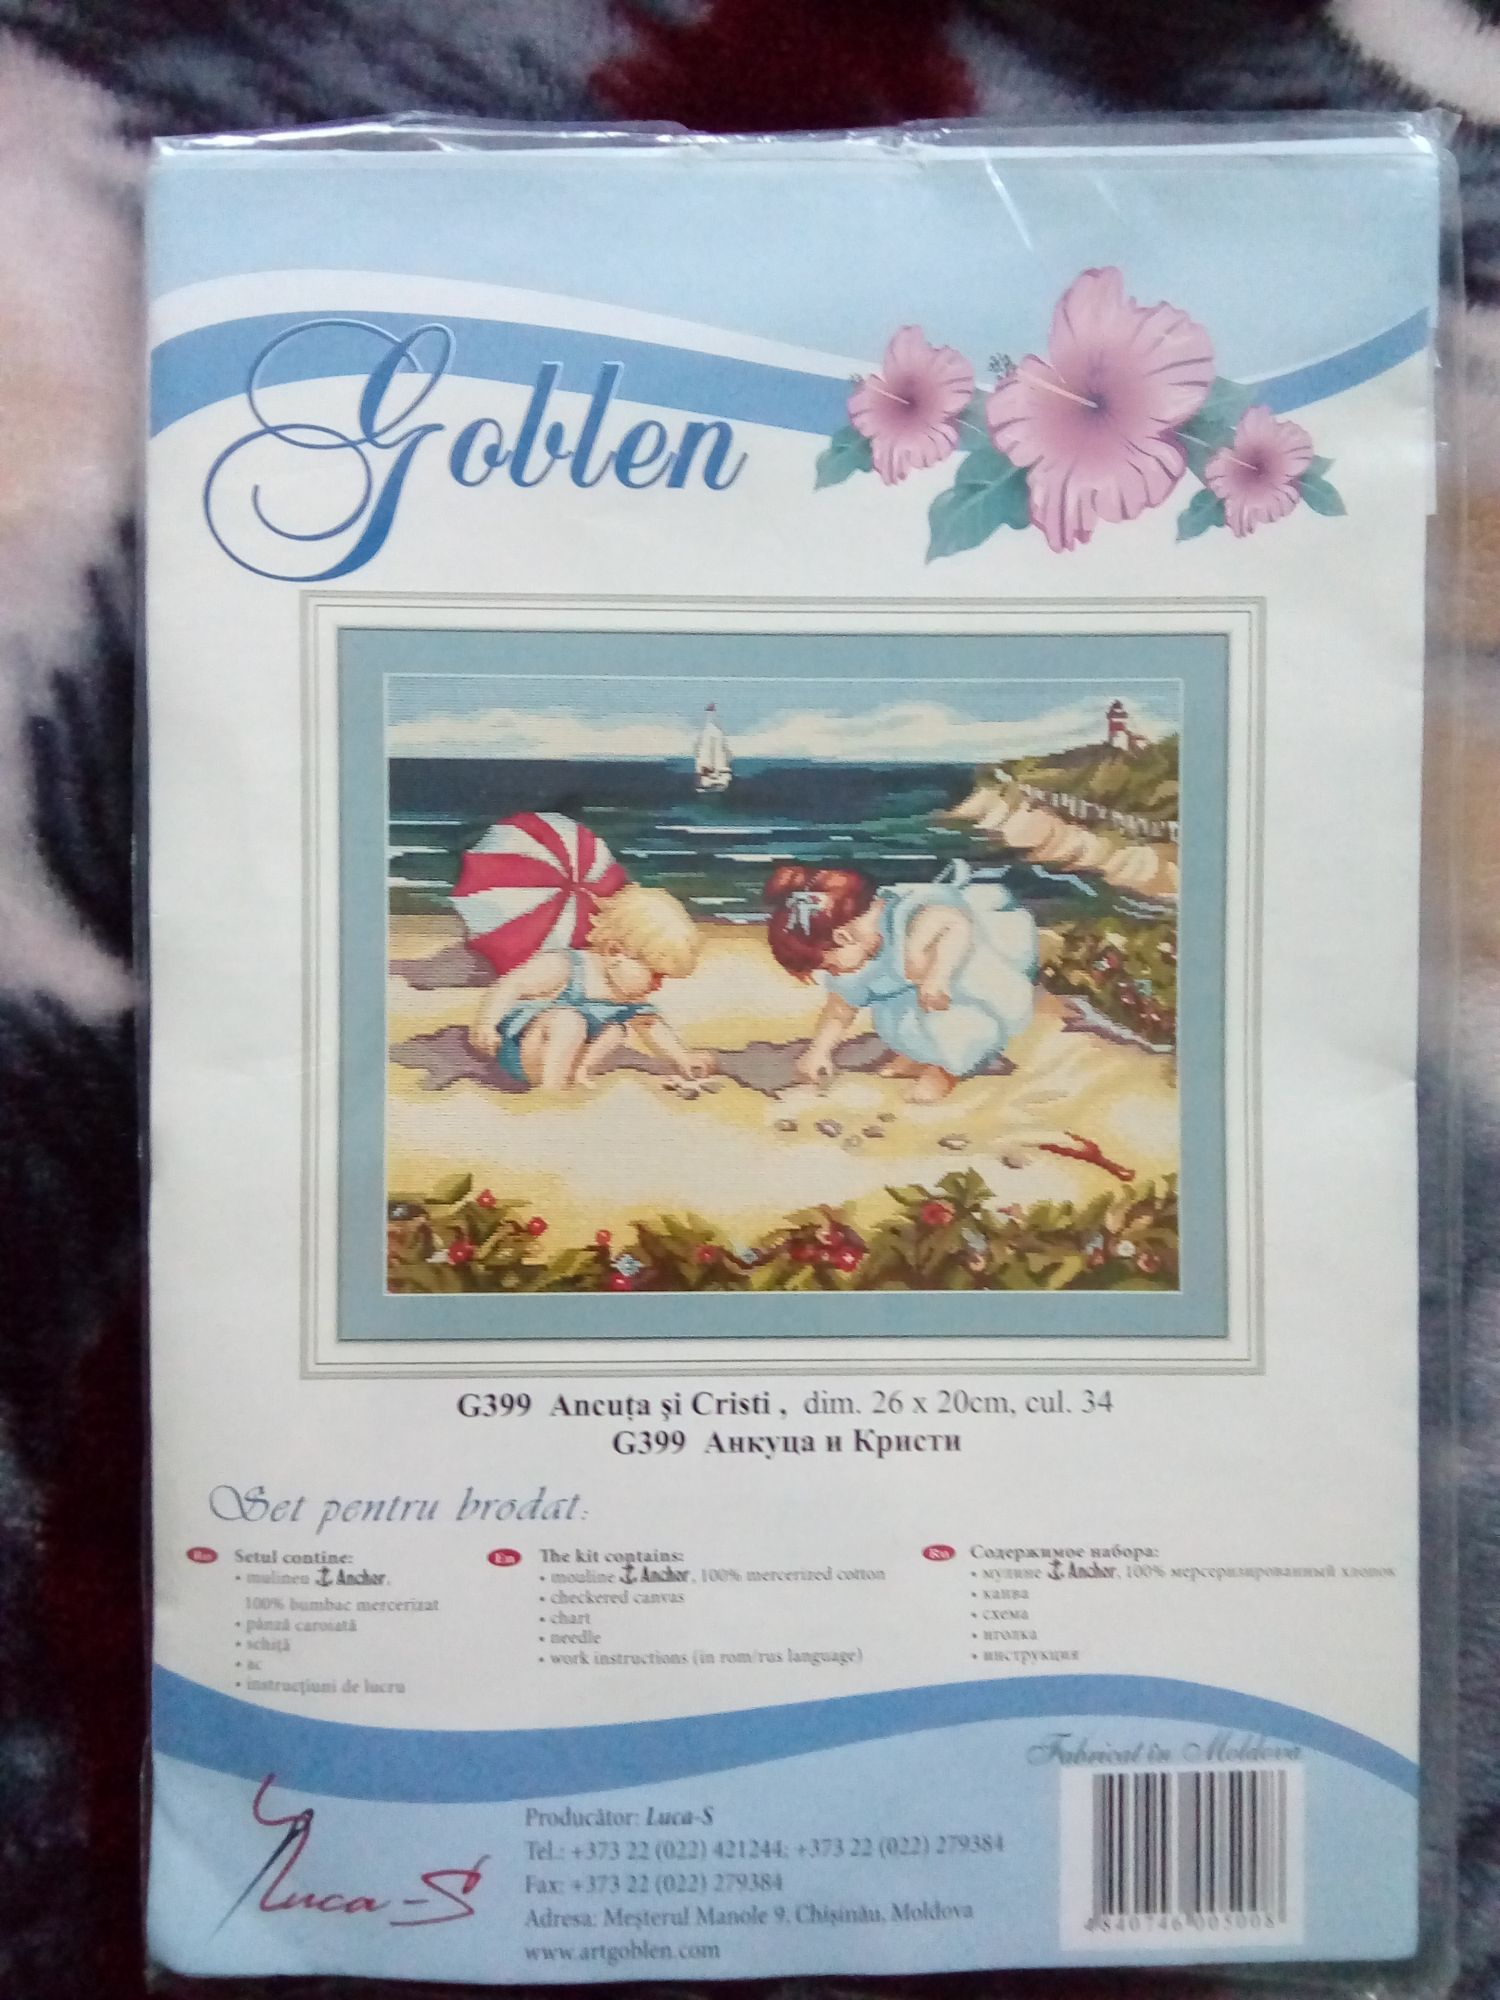 Goblen
G399 Ancuța și Cristi, dim. 26 x 20cm, cul. 34
G399 Анкуца и Кристи
Set pentru brodat:
Ro Setul contine:
• mulineu Anchor,
100% bumbac mercerizat
• pânză caroiată
• schiță
• ac
• instrucțiuni de lucru
En The kit contains:
• mouline Anchor, 100% mercerized cotton
• checkered canvas
• chart
• needle
• work instructions (in rom/rus language)
Ru Содержимое набора:
• мулине Anchor, 100% мерсеризированный хлопок
• канва
• схема
• иголка
• инструкция
Fabricat în Moldova
Luca-S
Producător: Luca-S
Tel.: +373 22 (022) 421244; +373 22 (022) 279384
Fax: +373 22 (022) 279384
Adresa: Meșterul Manole 9, Chișinău, Moldova
www.artgoblen.com
4840746005008